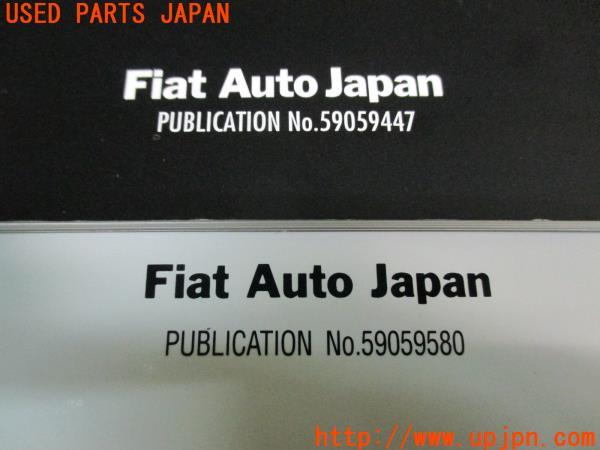 USED PARTS JAPAN
Fiat Auto Japan
PUBLICATION No.59059447
Fiat Auto Japan
PUBLICATION No.59059580
http://www.upjpn.com/